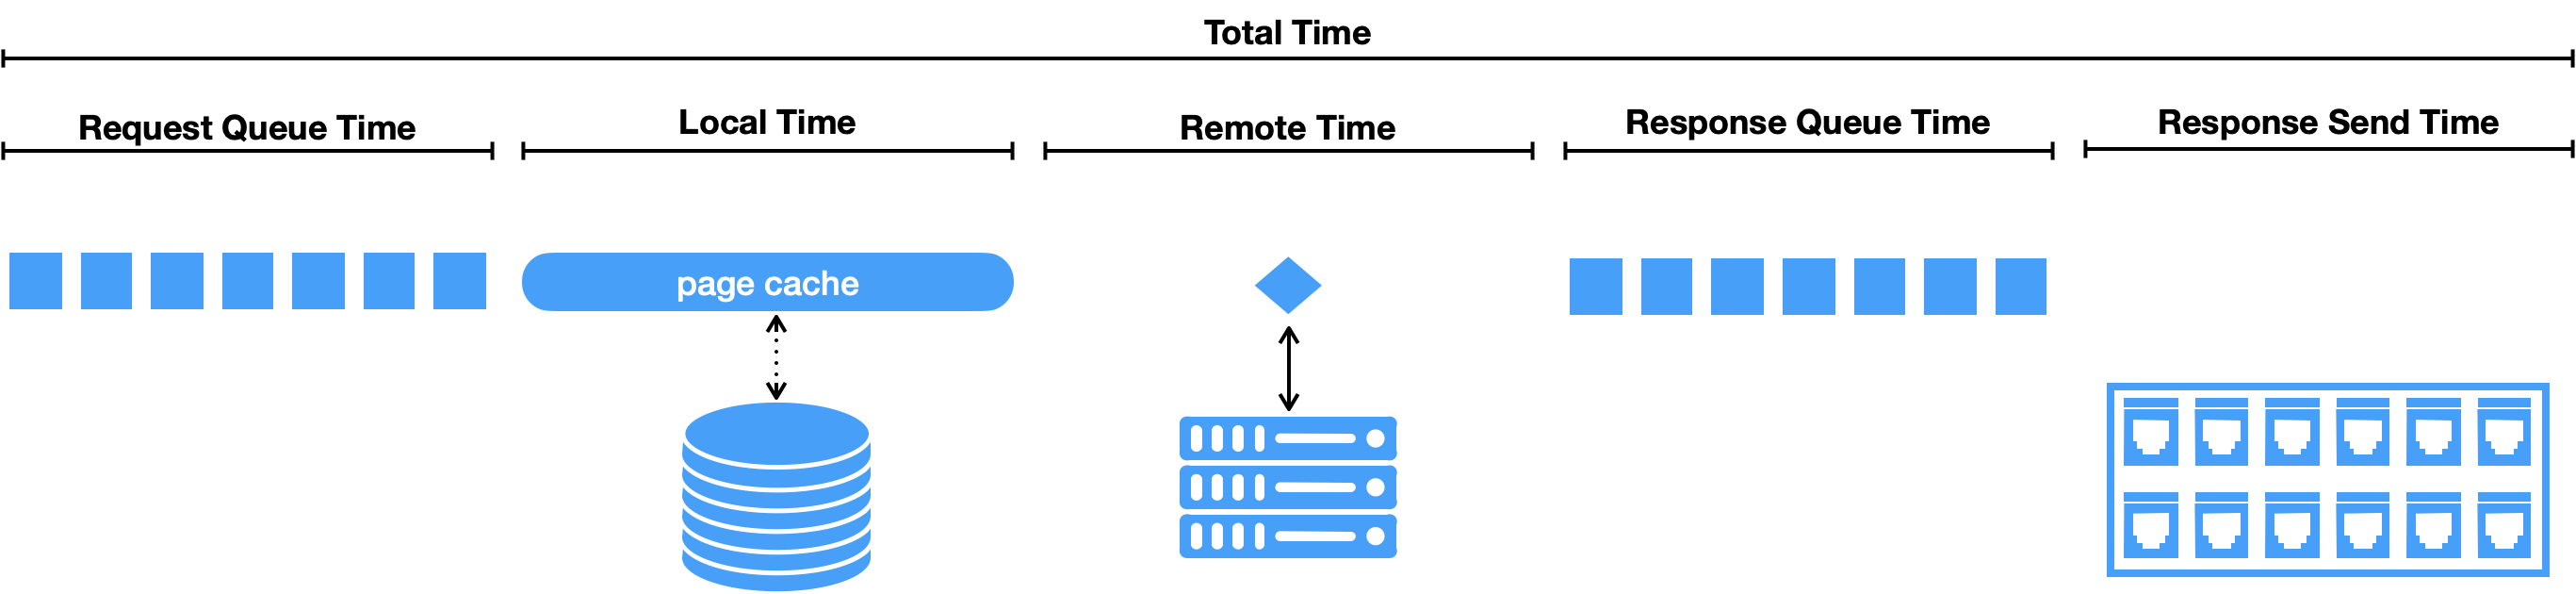 Total Time
Request Queue Time
Local Time
Remote Time
Response Queue Time
Response Send Time
page cache